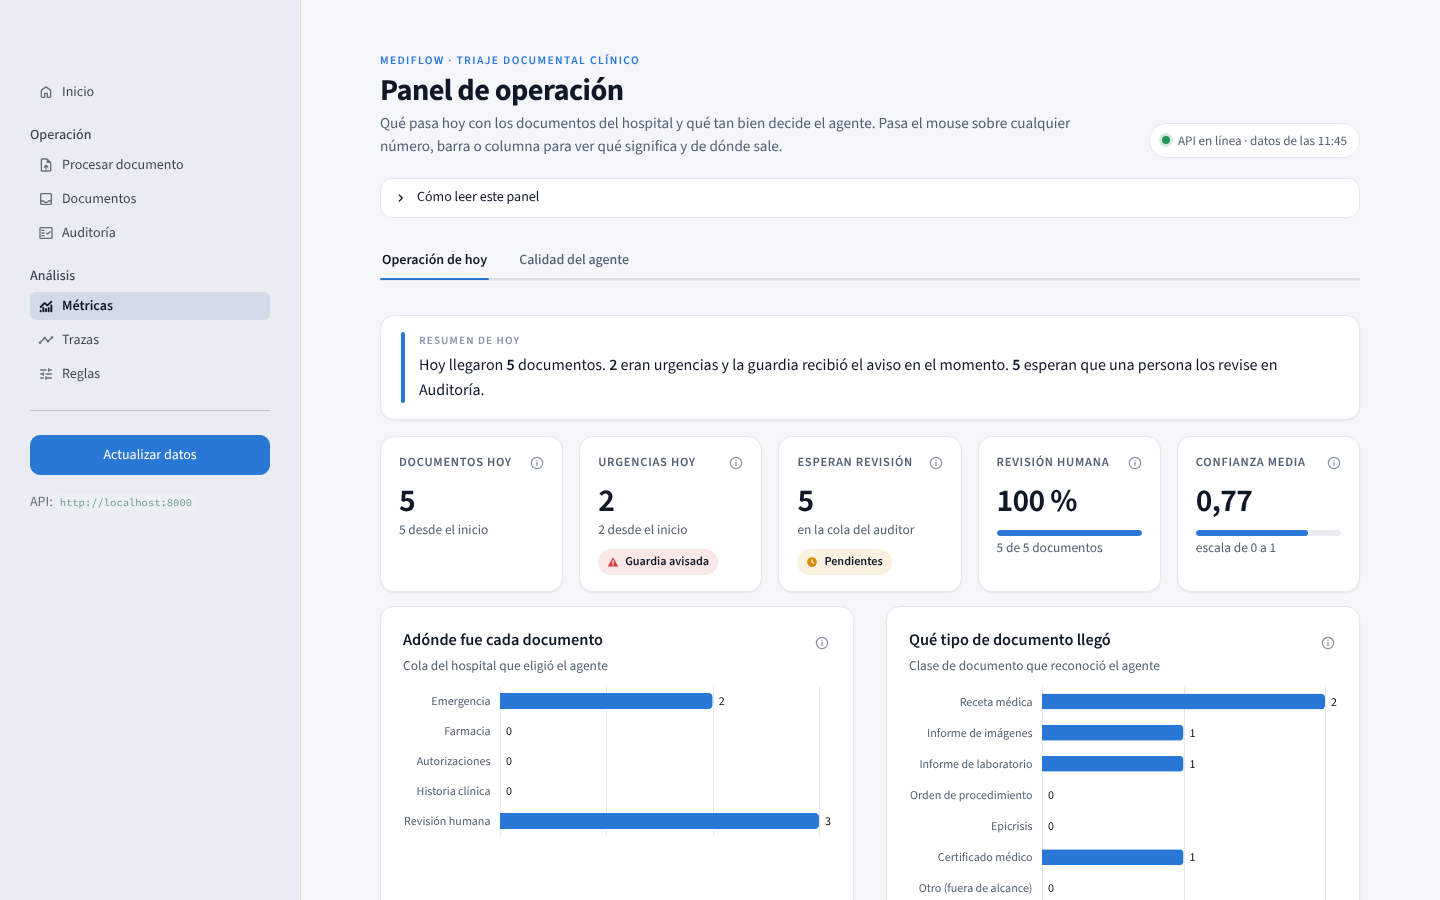 Inicio
Operación
Procesar documento
Documentos
Auditoría
Análisis
Métricas
Trazas
Reglas
Actualizar datos
API: http://localhost:8000
MEDIFLOW · TRIAJE DOCUMENTAL CLÍNICO
Panel de operación
Qué pasa hoy con los documentos del hospital y qué tan bien decide el agente. Pasa el mouse sobre cualquier
número, barra o columna para ver qué significa y de dónde sale.
API en línea · datos de las 11:45
Cómo leer este panel
Operación de hoy
Calidad del agente
RESUMEN DE HOY
Hoy llegaron 5 documentos. 2 eran urgencias y la guardia recibió el aviso en el momento. 5 esperan que una persona los revise en
Auditoría.
DOCUMENTOS HOY
5
5 desde el inicio
URGENCIAS HOY
2
2 desde el inicio
Guardia avisada
ESPERAN REVISIÓN
5
en la cola del auditor
Pendientes
REVISIÓN HUMANA
100 %
5 de 5 documentos
CONFIANZA MEDIA
0,77
escala de 0 a 1
Adónde fue cada documento
Cola del hospital que eligió el agente
Emergencia 2
Farmacia 0
Autorizaciones 0
Historia clínica 0
Revisión humana 3
Qué tipo de documento llegó
Clase de documento que reconoció el agente
Receta médica 2
Informe de imágenes 1
Informe de laboratorio 1
Orden de procedimiento 0
Epicrisis 0
Certificado médico 1
Otro (fuera de alcance) 0